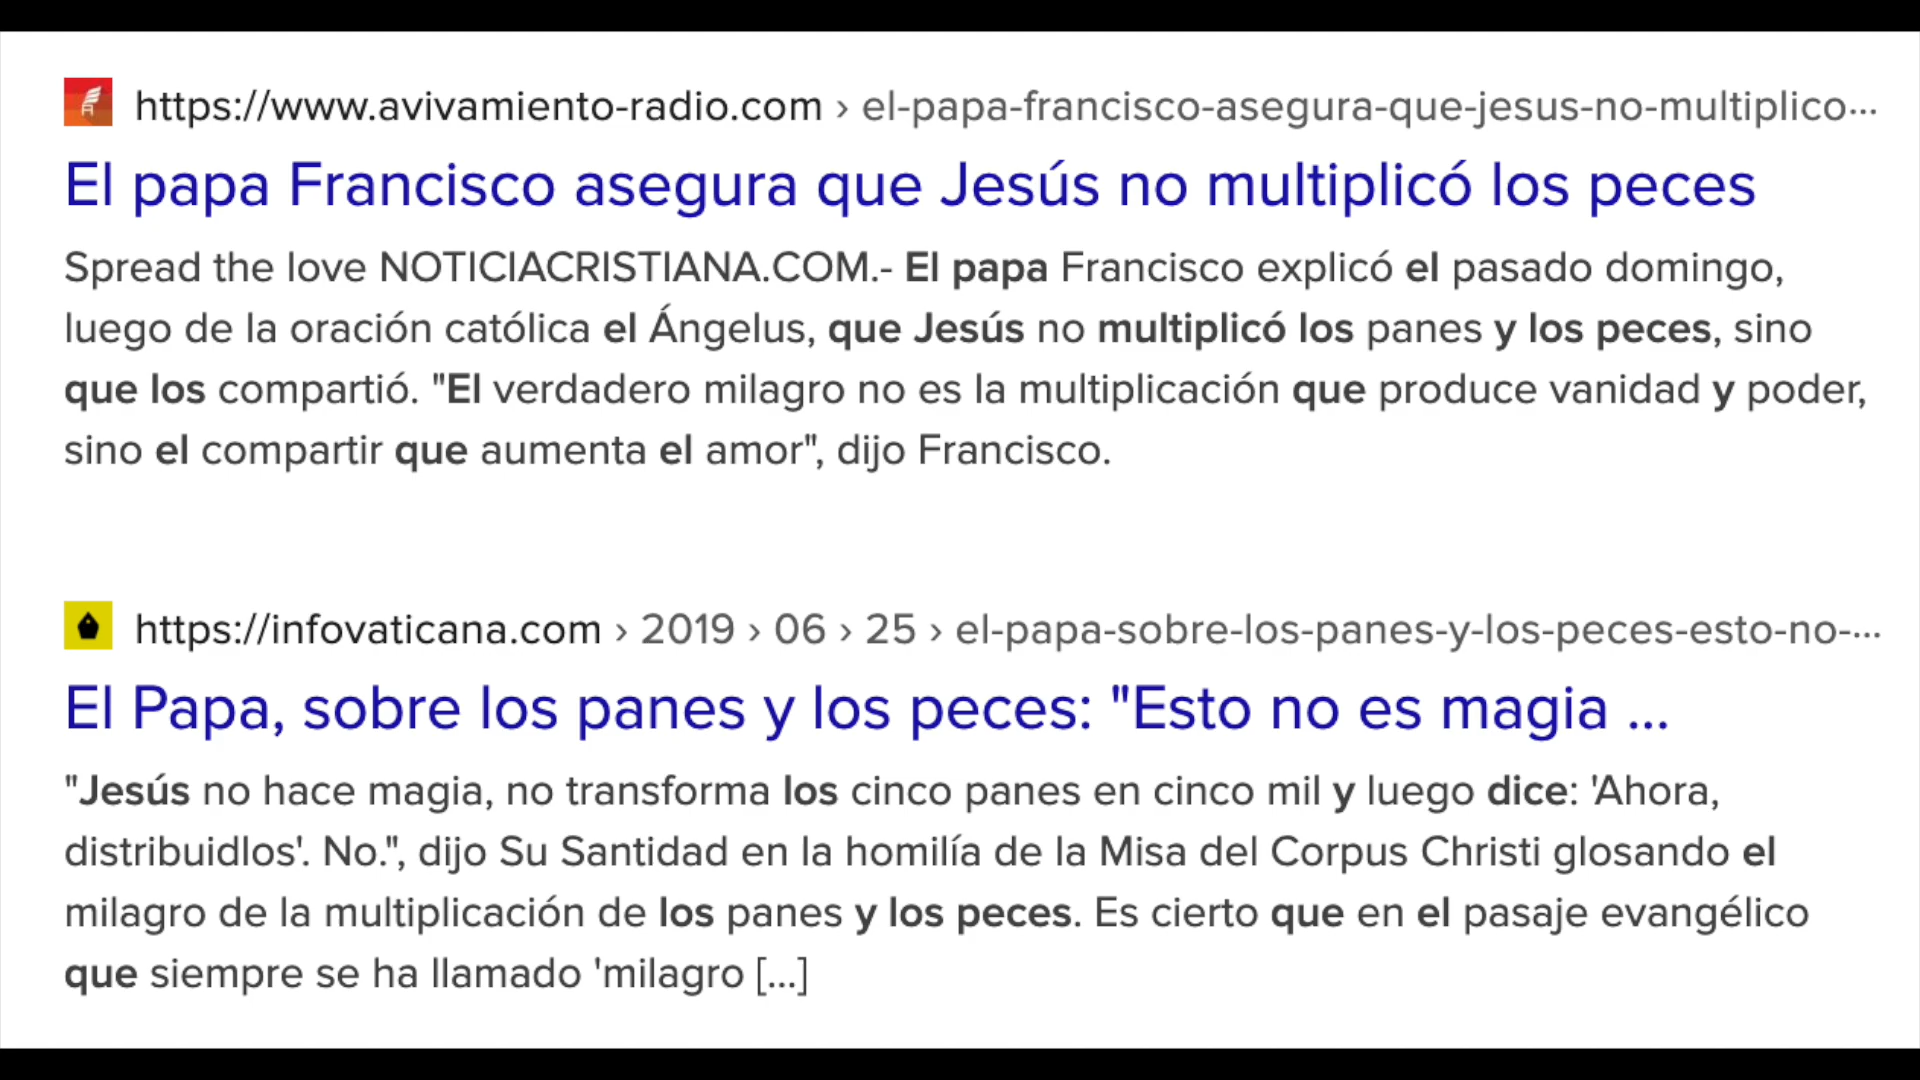 https://www.avivamiento-radio.com › el-papa-francisco-asegura-que-jesus-no-multiplico...
El papa Francisco asegura que Jesús no multiplicó los peces
Spread the love NOTICIACRISTIANA.COM.- El papa Francisco explicó el pasado domingo,
luego de la oración católica el Ángelus, que Jesús no multiplicó los panes y los peces, sino
que los compartió. "El verdadero milagro no es la multiplicación que produce vanidad y poder,
sino el compartir que aumenta el amor", dijo Francisco.
https://infovaticana.com › 2019 › 06 › 25 › el-papa-sobre-los-panes-y-los-peces-esto-no-...
El Papa, sobre los panes y los peces: "Esto no es magia ...
"Jesús no hace magia, no transforma los cinco panes en cinco mil y luego dice: 'Ahora,
distribuidlos'. No.", dijo Su Santidad en la homilía de la Misa del Corpus Christi glosando el
milagro de la multiplicación de los panes y los peces. Es cierto que en el pasaje evangélico
que siempre se ha llamado 'milagro [...]